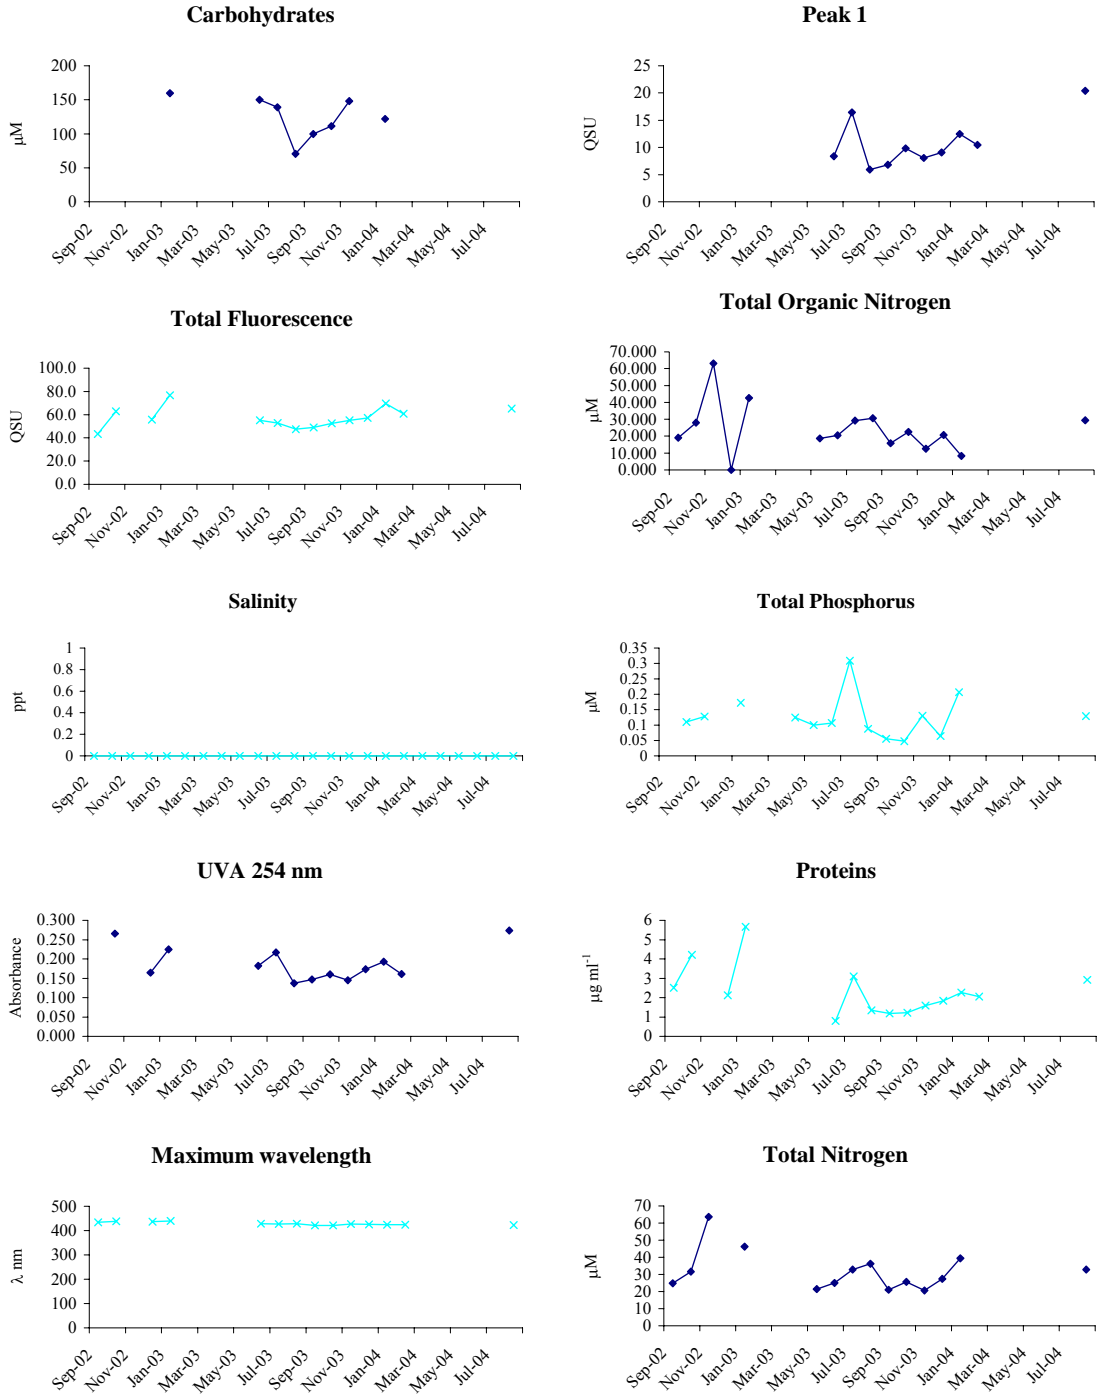 Carbohydrates
200
150
100
50
0
µM
Sep-02 Nov-02 Jan-03 Mar-03 May-03 Jul-03 Sep-03 Nov-03 Jan-04 Mar-04 May-04 Jul-04
Peak 1
25
20
15
10
5
0
QSU
Sep-02 Nov-02 Jan-03 Mar-03 May-03 Jul-03 Sep-03 Nov-03 Jan-04 Mar-04 May-04 Jul-04
Total Fluorescence
100.0
80.0
60.0
40.0
20.0
0.0
QSU
Sep-02 Nov-02 Jan-03 Mar-03 May-03 Jul-03 Sep-03 Nov-03 Jan-04 Mar-04 May-04 Jul-04
Total Organic Nitrogen
70.000
60.000
50.000
40.000
30.000
20.000
10.000
0.000
µM
Sep-02 Nov-02 Jan-03 Mar-03 May-03 Jul-03 Sep-03 Nov-03 Jan-04 Mar-04 May-04 Jul-04
Salinity
1
0.8
0.6
0.4
0.2
0
ppt
Sep-02 Nov-02 Jan-03 Mar-03 May-03 Jul-03 Sep-03 Nov-03 Jan-04 Mar-04 May-04 Jul-04
Total Phosphorus
0.35
0.3
0.25
0.2
0.15
0.1
0.05
0
µM
Sep-02 Nov-02 Jan-03 Mar-03 May-03 Jul-03 Sep-03 Nov-03 Jan-04 Mar-04 May-04 Jul-04
UVA 254 nm
0.300
0.250
0.200
0.150
0.100
0.050
0.000
Absorbance
Sep-02 Nov-02 Jan-03 Mar-03 May-03 Jul-03 Sep-03 Nov-03 Jan-04 Mar-04 May-04 Jul-04
Proteins
6
5
4
3
2
1
0
µg ml⁻¹
Sep-02 Nov-02 Jan-03 Mar-03 May-03 Jul-03 Sep-03 Nov-03 Jan-04 Mar-04 May-04 Jul-04
Maximum wavelength
500
400
300
200
100
0
λ nm
Sep-02 Nov-02 Jan-03 Mar-03 May-03 Jul-03 Sep-03 Nov-03 Jan-04 Mar-04 May-04 Jul-04
Total Nitrogen
70
60
50
40
30
20
10
0
µM
Sep-02 Nov-02 Jan-03 Mar-03 May-03 Jul-03 Sep-03 Nov-03 Jan-04 Mar-04 May-04 Jul-04